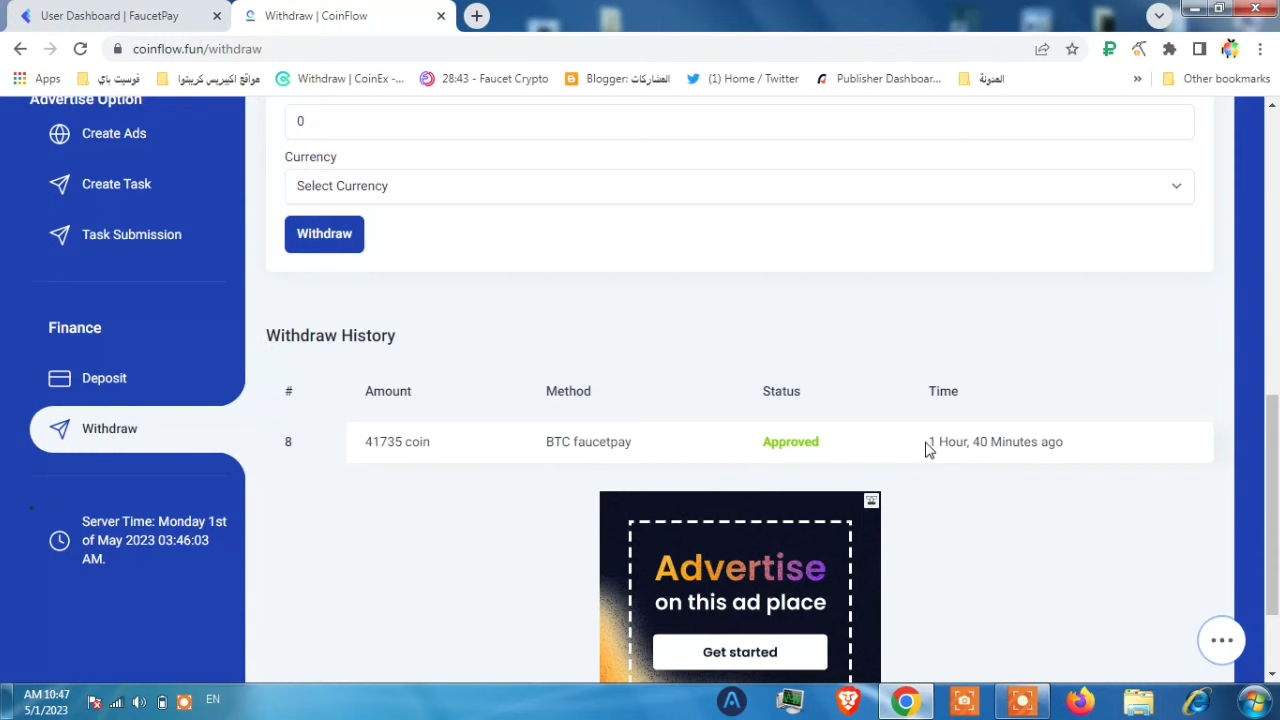 User Dashboard | FaucetPay
Withdraw | CoinFlow
coinflow.fun/withdraw
Apps
فوسيت باي
مواقع اكبيريس كريبتوا
Withdraw | CoinEx -...
28:43 - Faucet Crypto
Blogger: المشاركات
(1) Home / Twitter
Publisher Dashboar...
المدونة
»
Other bookmarks
Advertise Option
Create Ads
Create Task
Task Submission
Finance
Deposit
Withdraw
Server Time: Monday 1st
of May 2023 03:46:03
AM.
0
Currency
Select Currency
Withdraw
Withdraw History
# Amount Method Status Time
8 41735 coin BTC faucetpay Approved 1 Hour, 40 Minutes ago
Advertise
on this ad place
Get started
AM 10:47
5/1/2023
EN